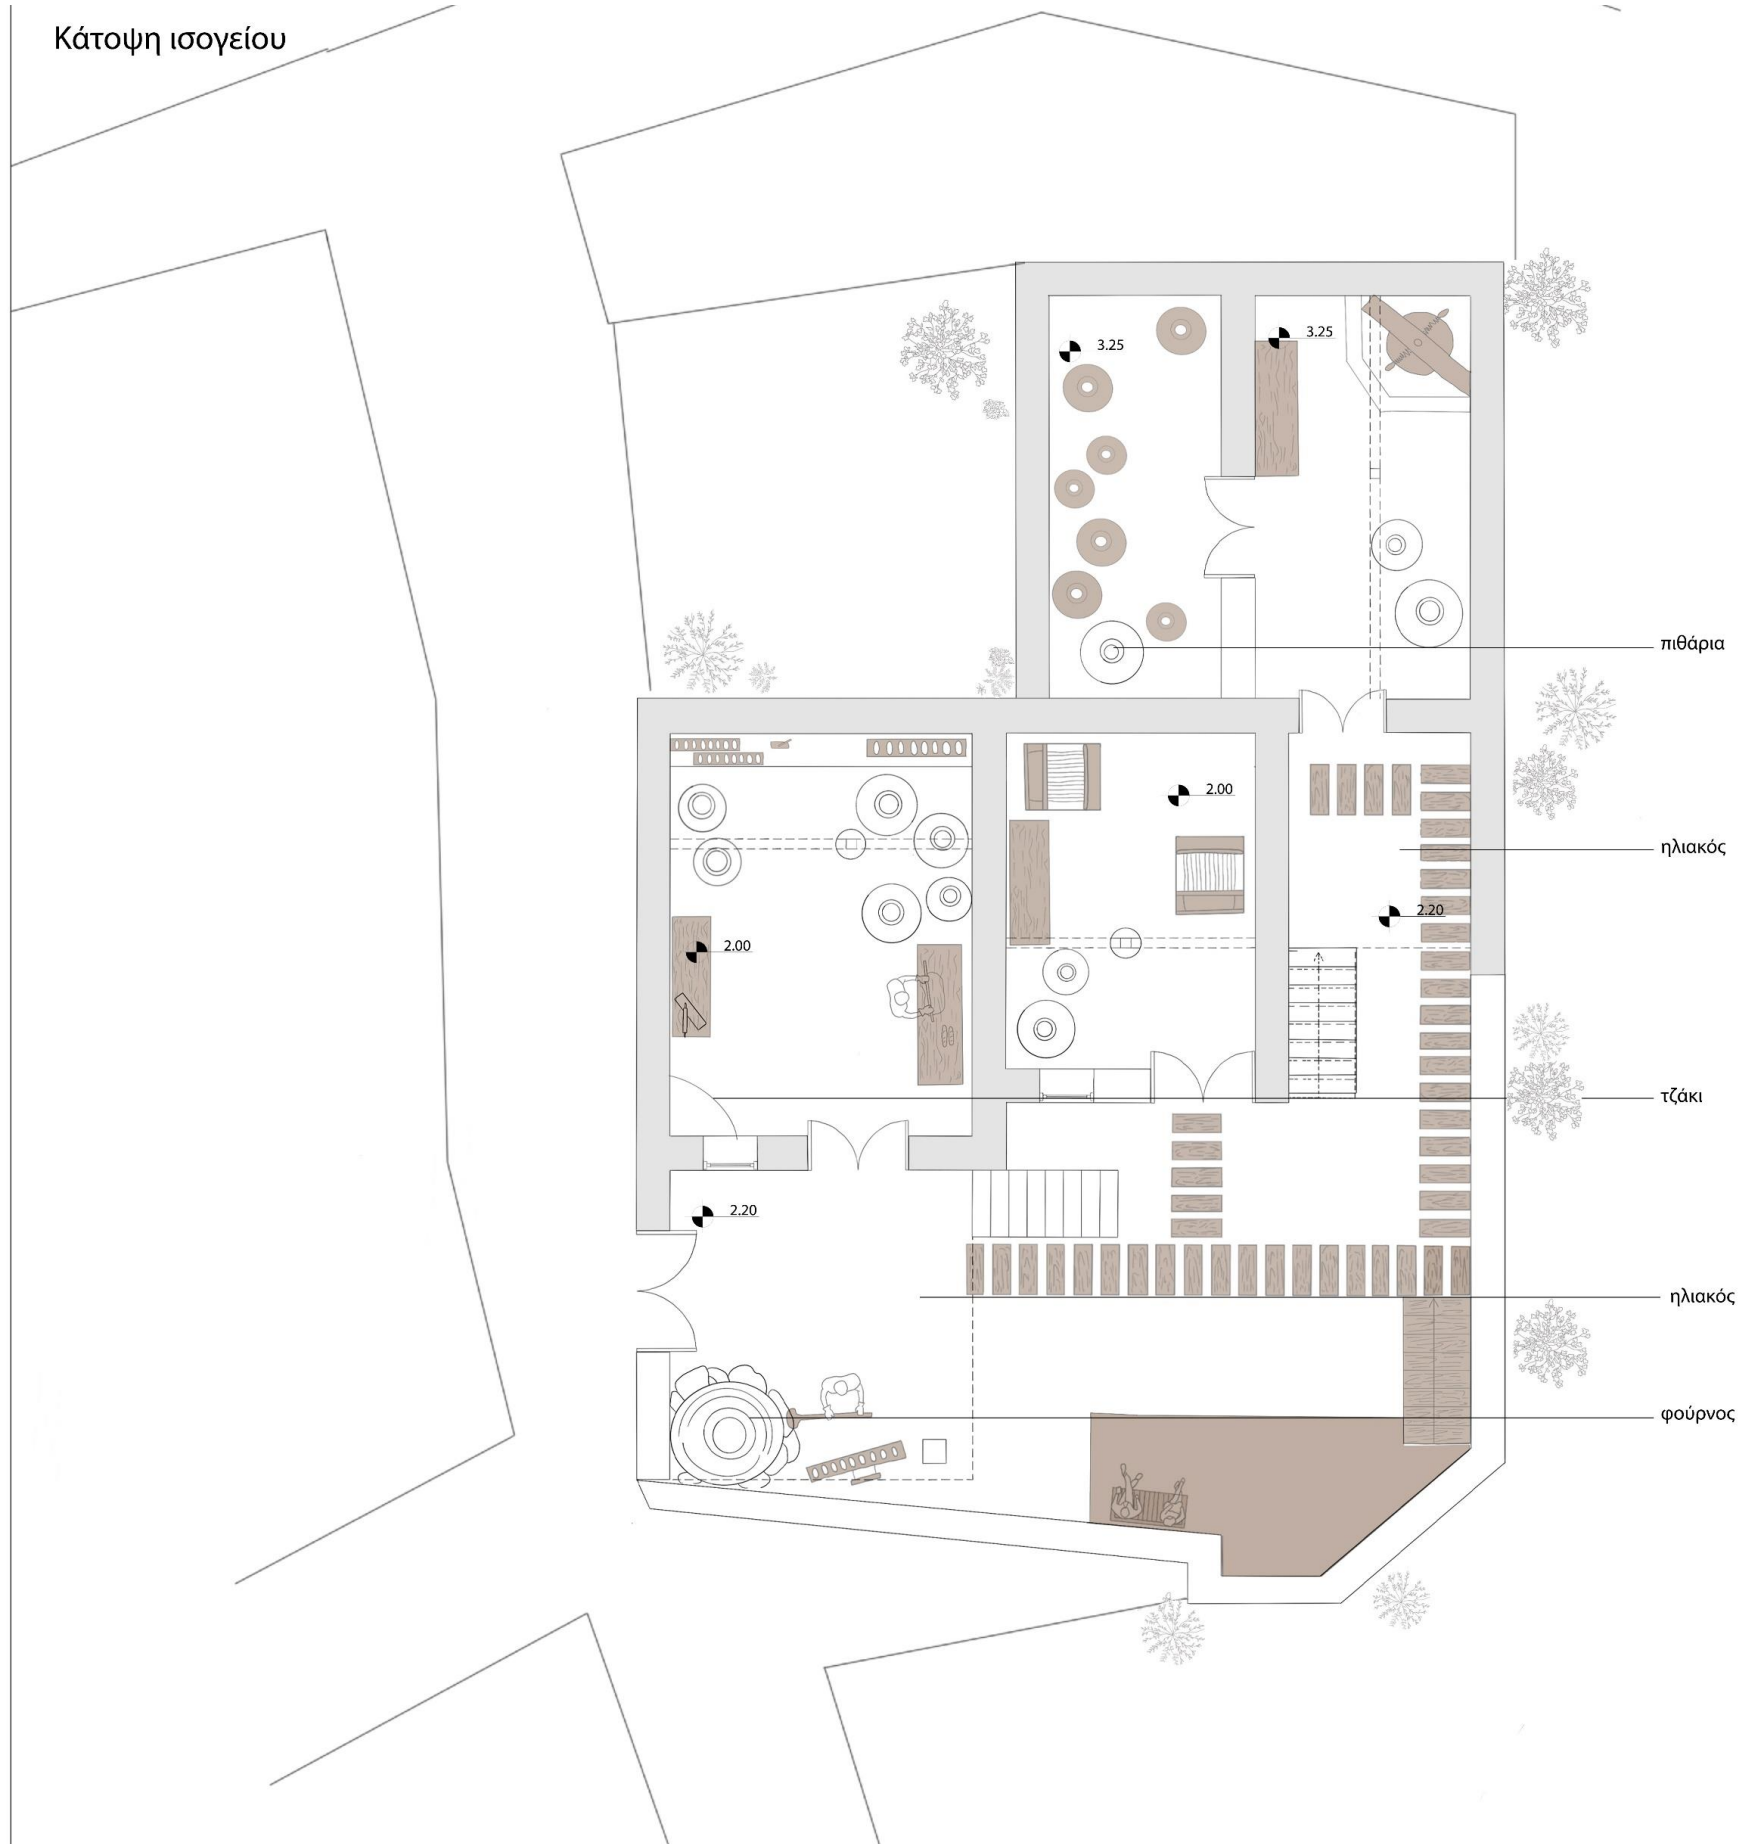 Κάτοψη ισογείου
3.25
3.25
πιθάρια
2.00
ηλιακός
2.20
2.00
τζάκι
2.20
ηλιακός
φούρνος